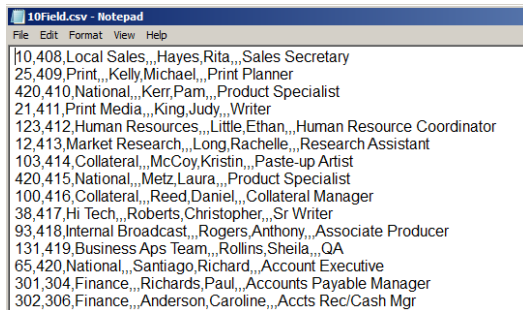 10Field.csv - Notepad
File Edit Format View Help
10,408,Local Sales,,,Hayes,Rita,,,Sales Secretary
25,409,Print,,,Kelly,Michael,,,Print Planner
420,410,National,,,Kerr,Pam,,,Product Specialist
21,411,Print Media,,,King,Judy,,,Writer
123,412,Human Resources,,,Little,Ethan,,,Human Resource Coordinator
12,413,Market Research,,,Long,Rachelle,,,Research Assistant
103,414,Collateral,,,McCoy,Kristin,,,Paste-up Artist
420,415,National,,,Metz,Laura,,,Product Specialist
100,416,Collateral,,,Reed,Daniel,,,Collateral Manager
38,417,Hi Tech,,,Roberts,Christopher,,,Sr Writer
93,418,Internal Broadcast,,,Rogers,Anthony,,,Associate Producer
131,419,Business Aps Team,,,Rollins,Sheila,,,QA
65,420,National,,,Santiago,Richard,,,Account Executive
301,304,Finance,,,Richards,Paul,,,Accounts Payable Manager
302,306,Finance,,,Anderson,Caroline,,,Accts Rec/Cash Mgr